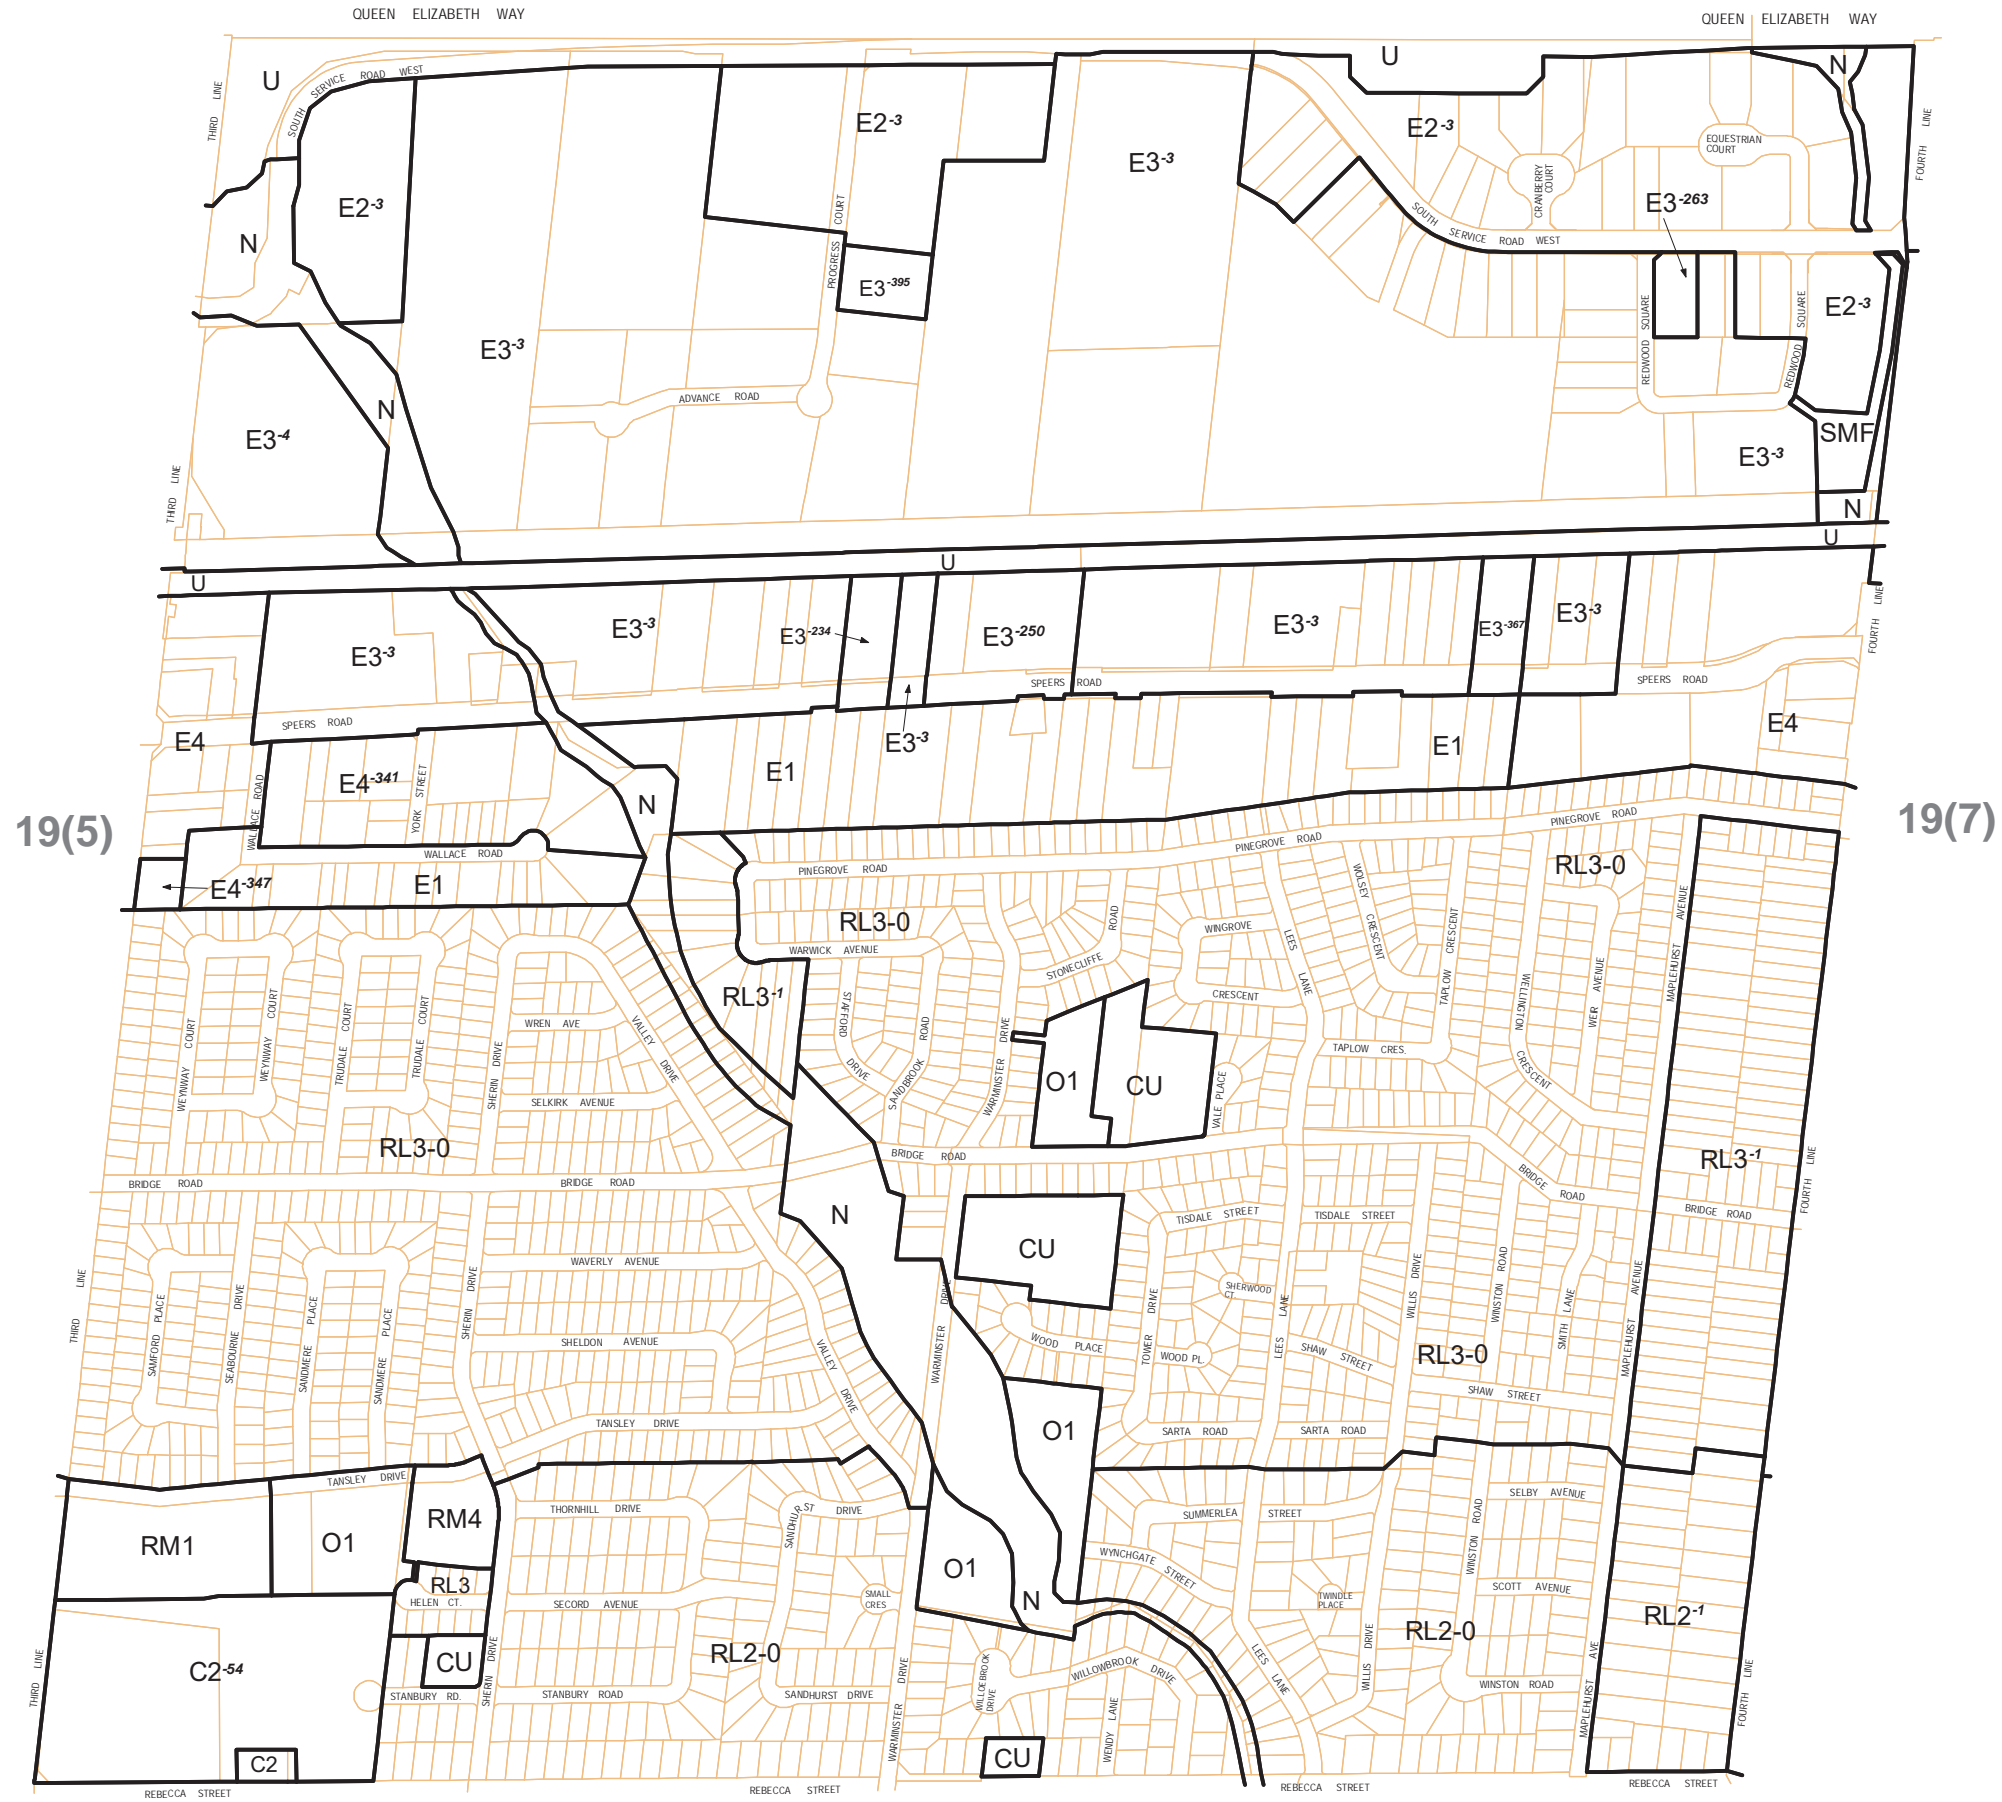 QUEEN ELIZABETH WAY
QUEEN ELIZABETH WAY
U
SOUTH SERVICE ROAD WEST
THIRD LINE
U
N
E2-3
E2-3
EQUESTRIAN COURT
CRANBERRY COURT
FOURTH LINE
E3-3
E3-263
E2-3
N
COURT
PROGRESS
SOUTH SERVICE ROAD WEST
E3-395
E2-3
REDWOOD SQUARE
REDWOOD SQUARE
E3-3
ADVANCE ROAD
N
E3-4
SMF
E3-3
THIRD LINE
N
U
U
U
E3-3
E3-3
E3-234
E3-250
E3-3
E3-367
E3-3
FOURTH LINE
SPEERS ROAD
SPEERS ROAD
SPEERS ROAD
E4
E3-3
E1
E1
E4
E4-341
WALLACE ROAD
YORK STREET
N
19(5)
19(7)
WALLACE ROAD
PINEGROVE ROAD
PINEGROVE ROAD
PINEGROVE ROAD
E4-347
E1
RL3-0
RL3-0
WARWICK AVENUE
WOLSEY CRESCENT
WINGROVE CRESCENT
LEES LANE
STONECLIFFE ROAD
TAPLOW CRESCENT
MAPLEHURST AVENUE
RL3-1
STAFFORD DRIVE
SANDBROOK ROAD
WARMINSTER DRIVE
WELLINGTON CRESCENT
WEIR AVENUE
WEYNWAY COURT
WEYNWAY COURT
TRUDALE COURT
TRUDALE COURT
SHERIN DRIVE
WREN AVE
VALLEY DRIVE
TAPLOW CRES.
O1
CU
VALE PLACE
SELKIRK AVENUE
RL3-0
RL3-1
BRIDGE ROAD
BRIDGE ROAD
BRIDGE ROAD
BRIDGE ROAD
BRIDGE ROAD
FOURTH LINE
N
TISDALE STREET
TISDALE STREET
CU
WAVERLY AVENUE
SHERWOOD CT.
THIRD LINE
SAMFORD PLACE
SEABOURNE DRIVE
SANDMERE PLACE
SANDMERE PLACE
SHERIN DRIVE
SHELDON AVENUE
VALLEY DRIVE
WARMINSTER DRIVE
WOOD PLACE
TOWER DRIVE
WOOD PL.
LEES LANE
SHAW STREET
WILLIS DRIVE
WINSTON ROAD
SMITH LANE
MAPLEHURST AVENUE
RL3-0
SHAW STREET
TANSLEY DRIVE
O1
SARTA ROAD
SARTA ROAD
TANSLEY DRIVE
RM1
O1
RM4
THORNHILL DRIVE
SANDHURST DRIVE
SUMMERLEA STREET
SELBY AVENUE
WINSTON ROAD
WYNCHGATE STREET
O1
RL3
HELEN CT.
SECORD AVENUE
SMALL CRES
N
TWINDLE PLACE
SCOTT AVENUE
RL2-0
RL2-1
C2-54
CU
RL2-0
SHERIN DRIVE
STANBURY RD.
STANBURY ROAD
SANDHURST DRIVE
WARMINSTER DRIVE
WILLOEBROOK DRIVE
WILLOWBROOK DRIVE
WENDY LANE
LEES LANE
WILLIS DRIVE
WINSTON ROAD
MAPLEHURST AVE
FOURTH LINE
THIRD LINE
C2
CU
REBECCA STREET
REBECCA STREET
REBECCA STREET
REBECCA STREET